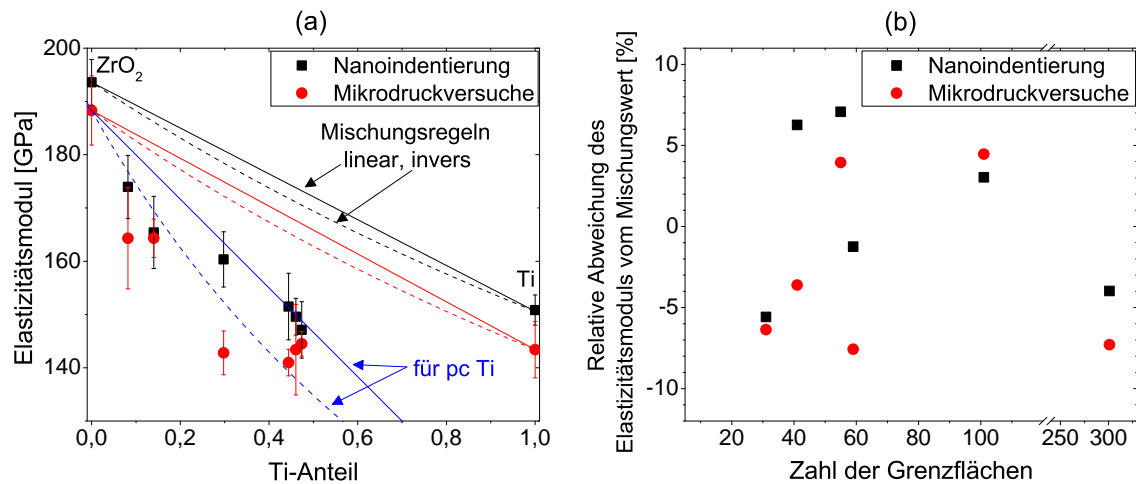 (a)
200
180
160
140
Elastizitätsmodul [GPa]
ZrO2
Nanoindentierung
Mikrodruckversuche
Mischungsregeln
linear, invers
Ti
für pc Ti
0,0
0,2
0,4
0,6
0,8
1,0
Ti-Anteil
(b)
Relative Abweichung des
Elastizitätsmoduls vom Mischungswert [%]
10
5
0
-5
-10
Nanoindentierung
Mikrodruckversuche
20
40
60
80
100
250
300
Zahl der Grenzflächen